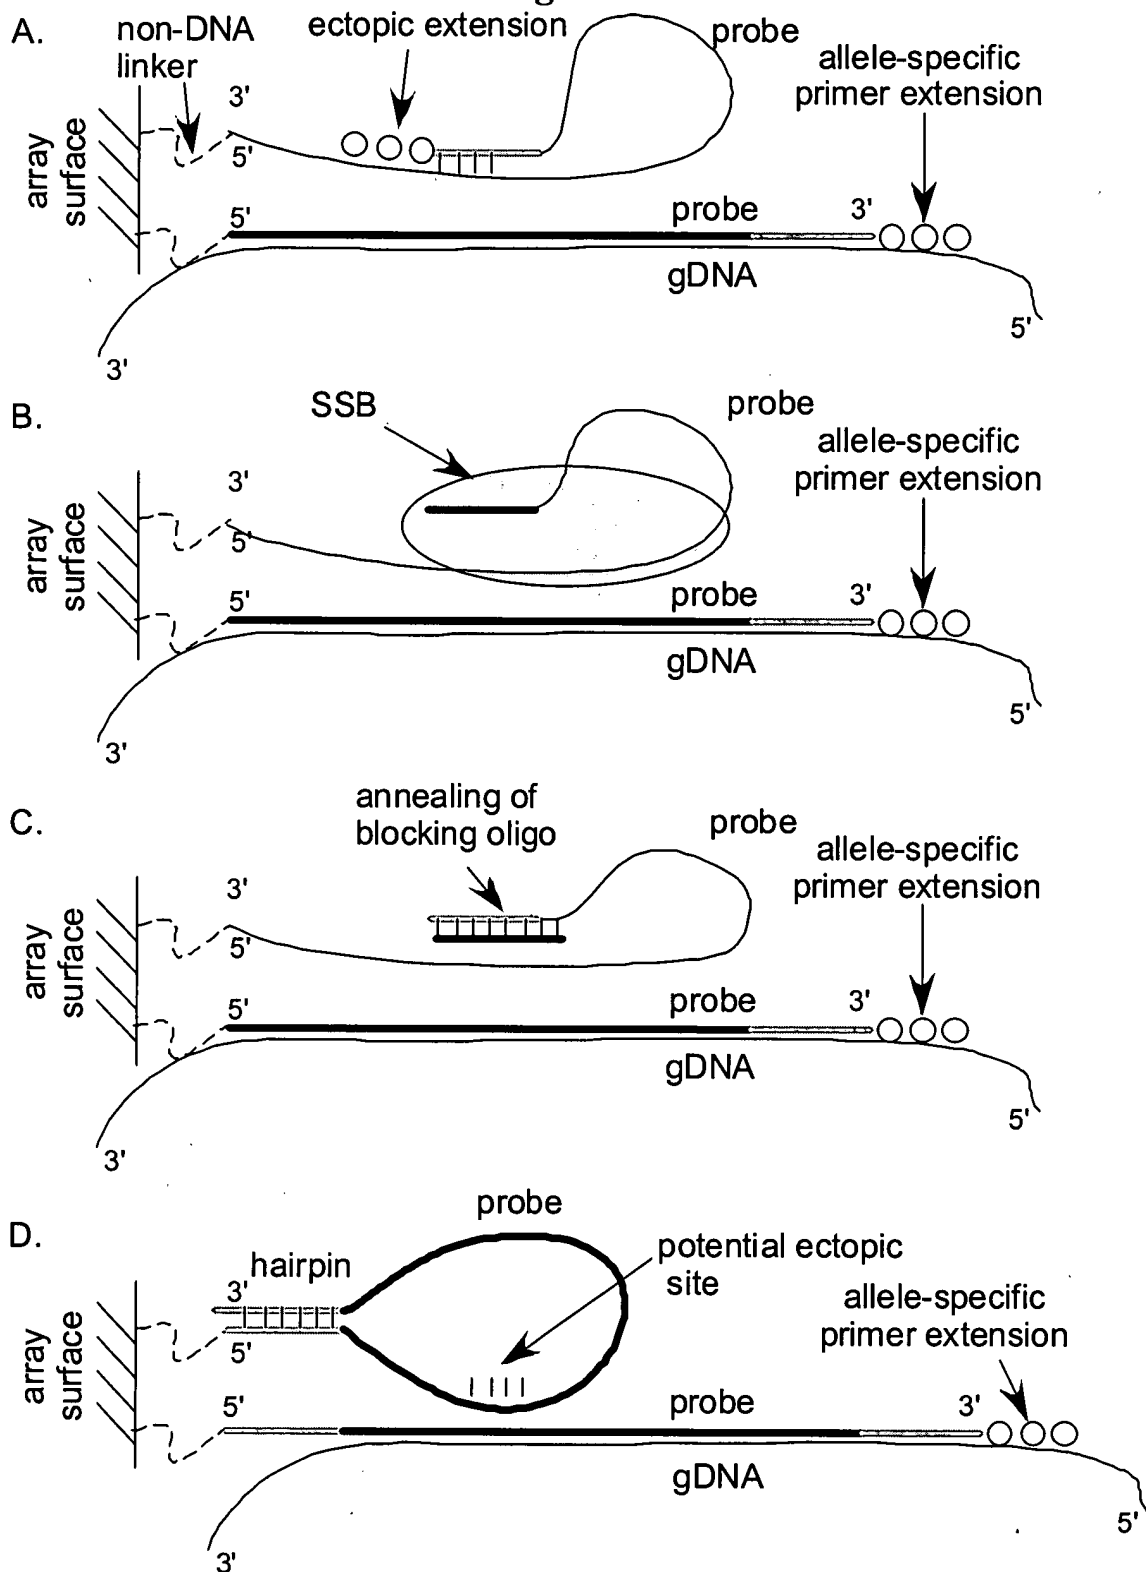 A.
non-DNA
linker
ectopic extension
probe
allele-specific
primer extension
3'
5'
array
surface
5'
probe
3'
gDNA
5'
3'
B.
SSB
probe
allele-specific
primer extension
3'
5'
array
surface
5'
probe
3'
gDNA
5'
3'
C.
annealing of
blocking oligo
probe
allele-specific
primer extension
3'
5'
array
surface
5'
probe
3'
gDNA
5'
3'
D.
probe
hairpin
potential ectopic
site
3'
allele-specific
primer extension
5'
array
surface
5'
probe
3'
gDNA
5'
3'